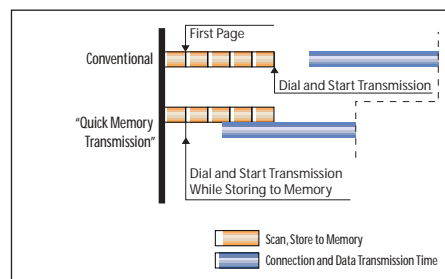 First Page
Conventional
Dial and Start Transmission
"Quick Memory
Transmission"
Dial and Start Transmission
While Storing to Memory
Scan, Store to Memory
Connection and Data Transmission Time